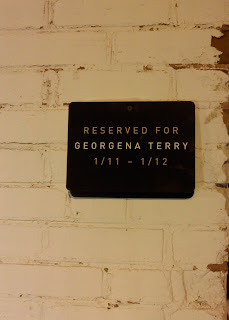 RESERVED FOR
GEORGENA TERRY
1/11 - 1/12